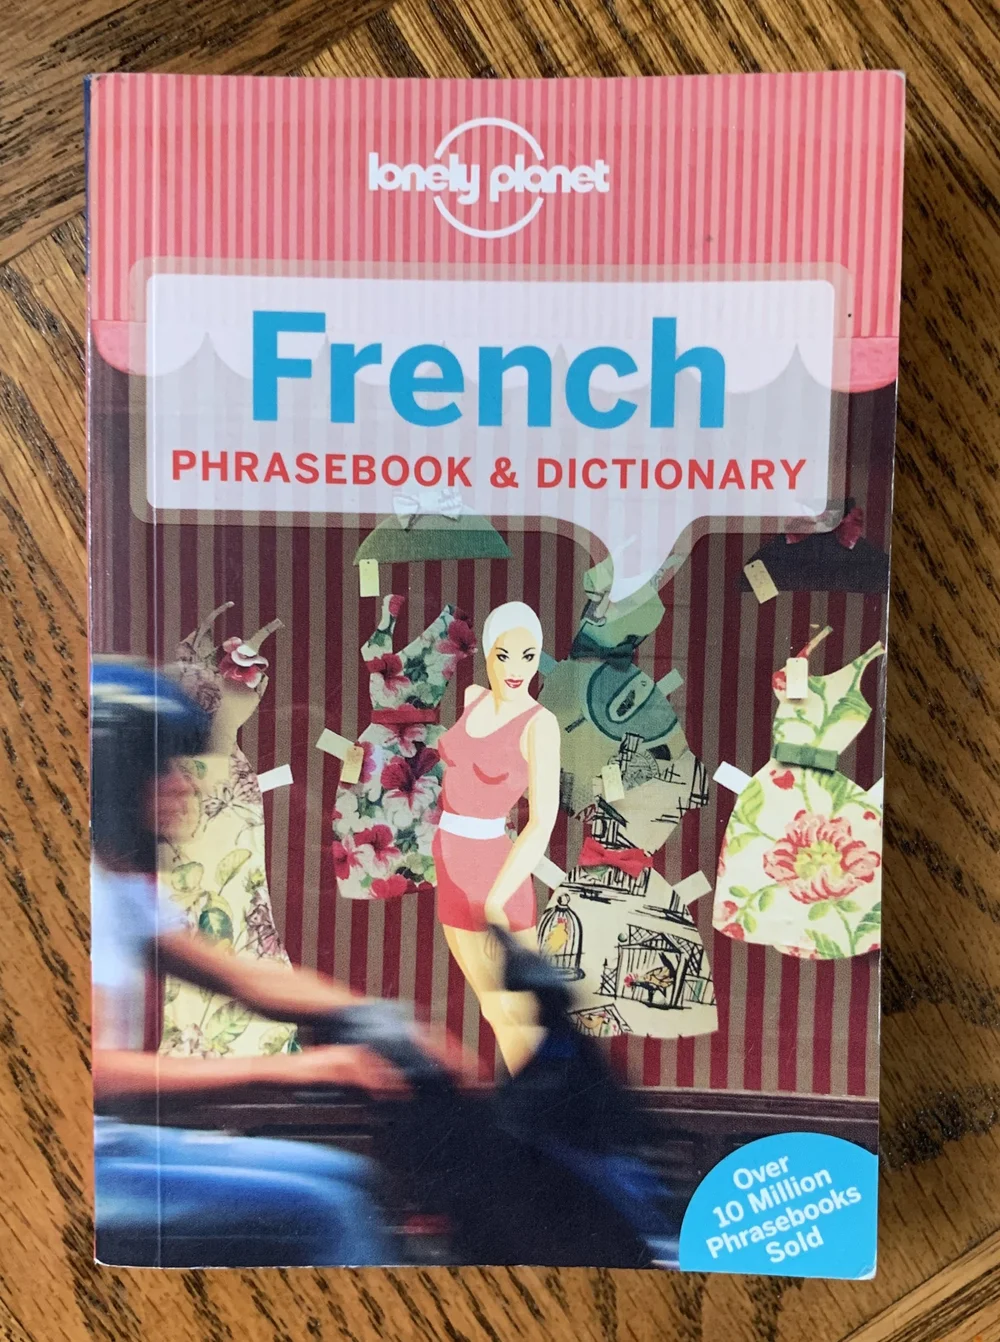 lonely planet
French
PHRASEBOOK & DICTIONARY
Over
10 Million
Phrasebooks
Sold